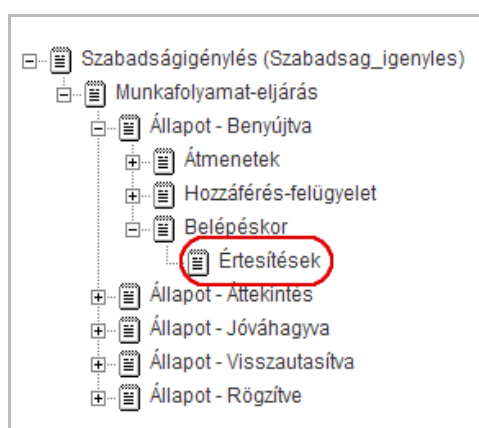 Szabadságigénylés (Szabadsag_igenyles)
Munkafolyamat-eljárás
Állapot - Benyújtva
Átmenetek
Hozzáférés-felügyelet
Belépéskor
Értesítések
Állapot - Áttekintés
Állapot - Jóváhagyva
Állapot - Visszautasítva
Állapot - Rögzítve